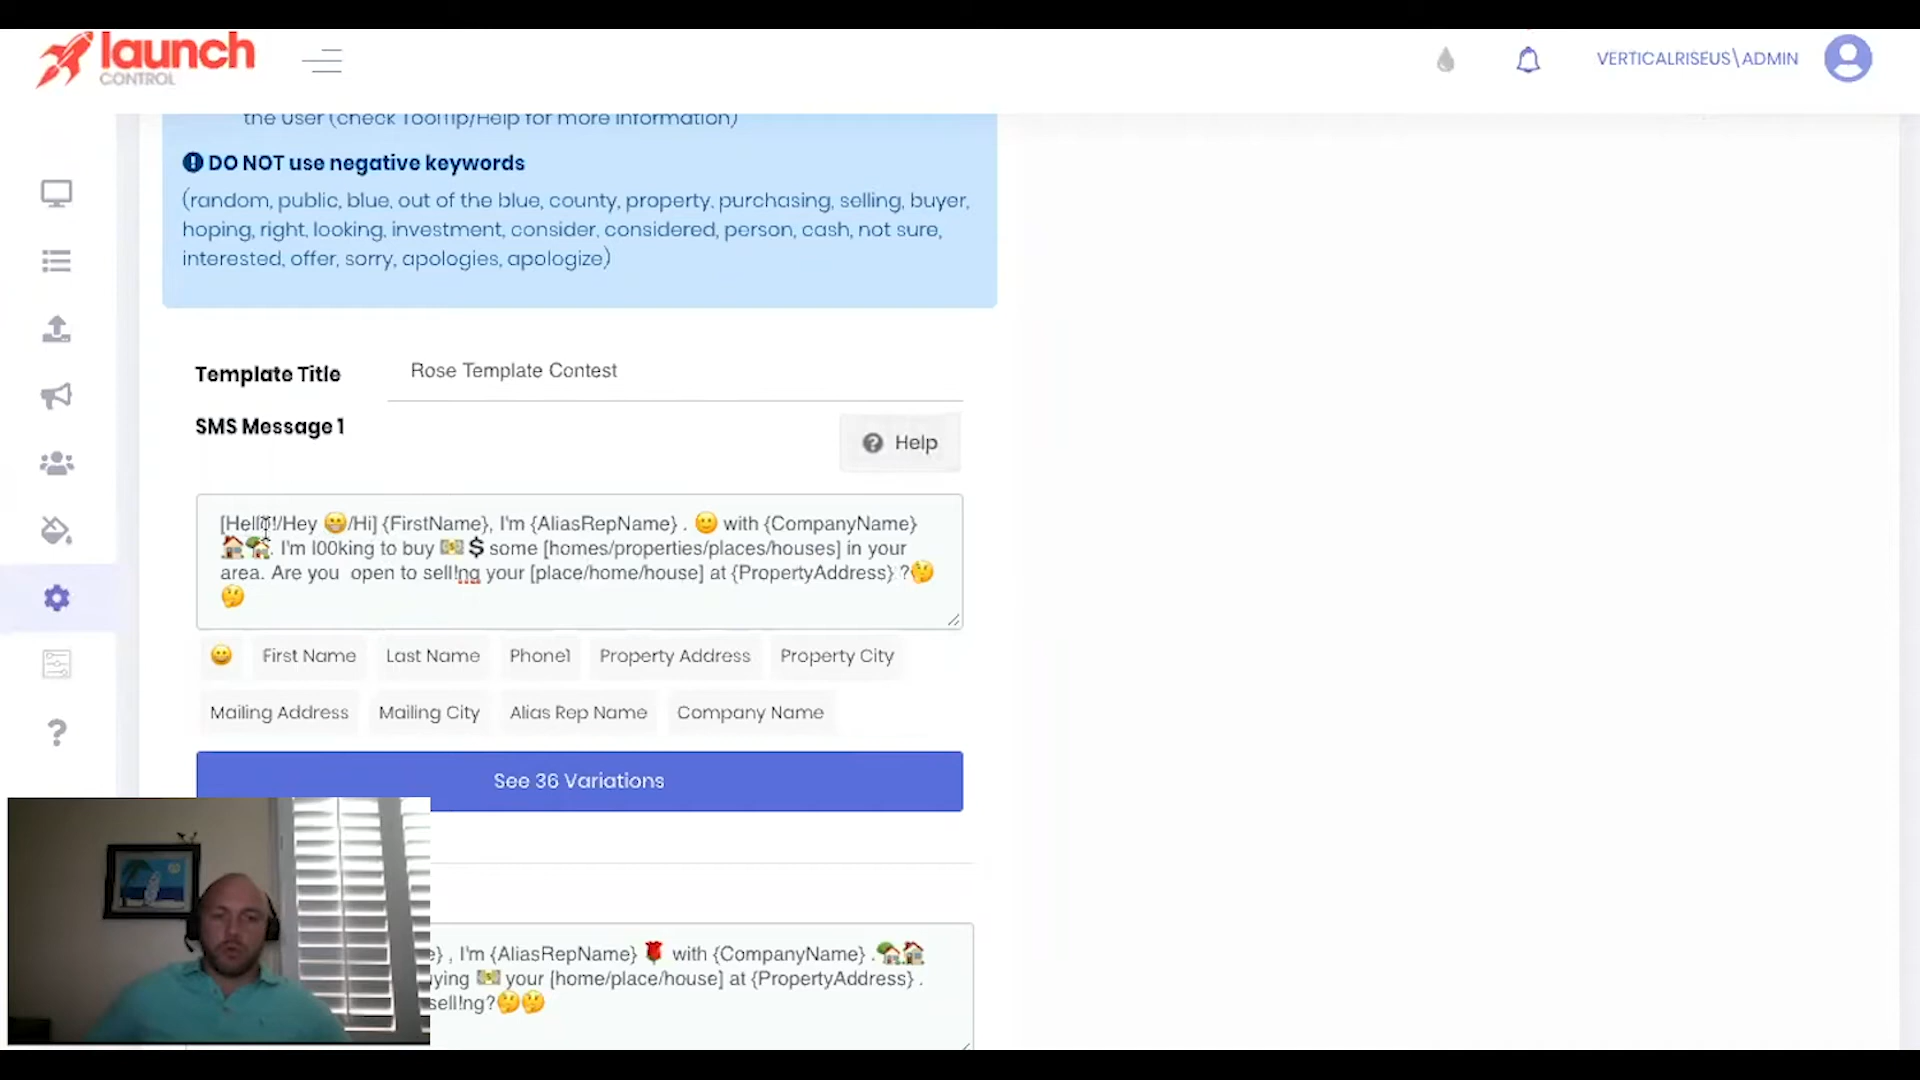 launch
CONTROL
VERTICALRISEUS\ADMIN
the User (check ToolTip/Help for more information)
DO NOT use negative keywords
(random, public, blue, out of the blue, county, property, purchasing, selling, buyer,
hoping, right, looking, investment, consider, considered, person, cash, not sure,
interested, offer, sorry, apologies, apologize)
Template Title
Rose Template Contest
SMS Message 1
Help
[Hello!/Hey 😀/Hi] {FirstName}, I'm {AliasRepName} . 🙂 with {CompanyName}
🏠🏡. I'm l00king to buy 💵💲 some [homes/properties/places/houses] in your
area. Are you  open to sell!ng your [place/home/house] at {PropertyAddress} ?🤔
🤔
😀 First Name Last Name Phone1 Property Address Property City
Mailing Address Mailing City Alias Rep Name Company Name
See 36 Variations
e} , I'm {AliasRepName} 🌹 with {CompanyName} .🏡🏠
ying 💵 your [home/place/house] at {PropertyAddress} .
sell!ng?🤔🤔